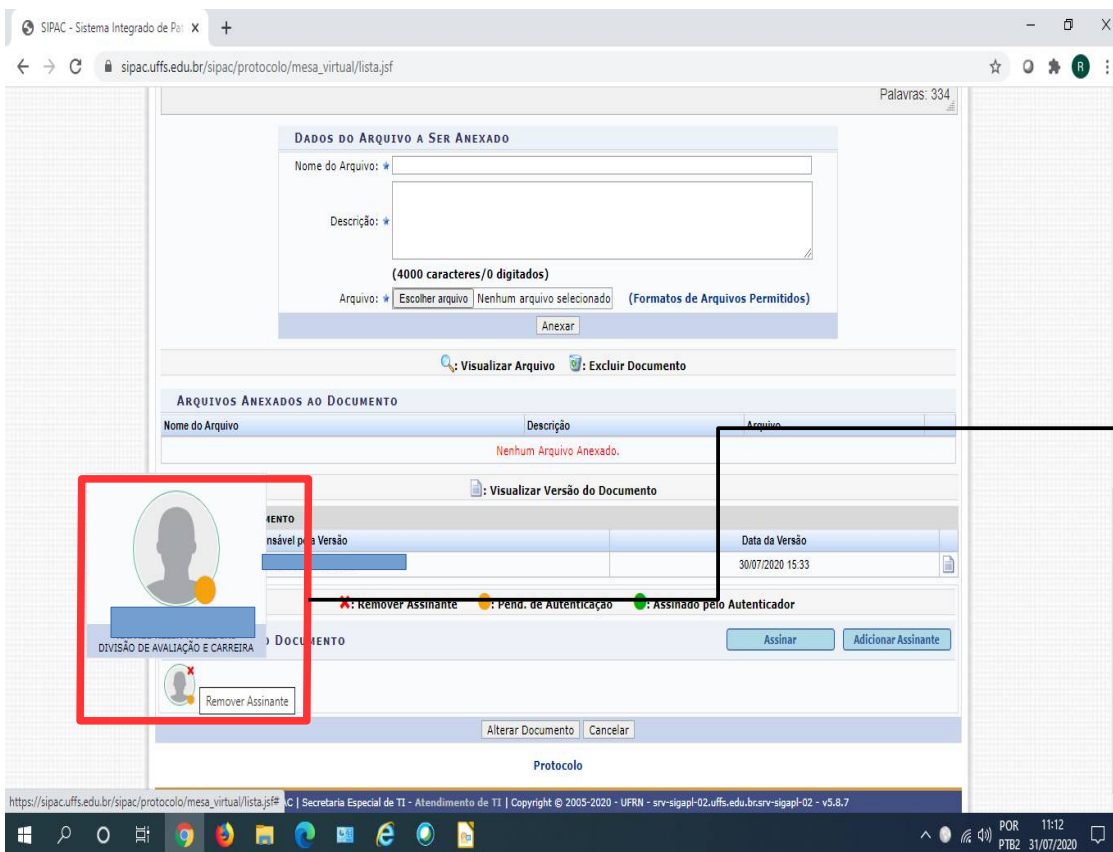 SIPAC - Sistema Integrado de Pat
sipac.uffs.edu.br/sipac/protocolo/mesa_virtual/lista.jsf
R
Palavras: 334
DADOS DO ARQUIVO A SER ANEXADO
Nome do Arquivo:
Descrição:
(4000 caracteres/0 digitados)
Arquivo: Escolher arquivo Nenhum arquivo selecionado (Formatos de Arquivos Permitidos)
Anexar
: Visualizar Arquivo : Excluir Documento
ARQUIVOS ANEXADOS AO DOCUMENTO
Nome do Arquivo Descrição Arquivo
Nenhum Arquivo Anexado.
: Visualizar Versão do Documento
MENTO
nsável pela Versão Data da Versão
30/07/2020 15:33
: Remover Assinante : Pend. de Autenticação : Assinado pelo Autenticador
DIVISÃO DE AVALIAÇÃO E CARREIRA
O DOCUMENTO Assinar Adicionar Assinante
Remover Assinante
Alterar Documento Cancelar
Protocolo
https://sipac.uffs.edu.br/sipac/protocolo/mesa_virtual/lista.jsf# AC | Secretaria Especial de TI - Atendimento de TI | Copyright © 2005-2020 - UFRN - srv-sigapl-02.uffs.edu.br.srv-sigapl-02 - v5.8.7
POR 11:12
PTB2 31/07/2020